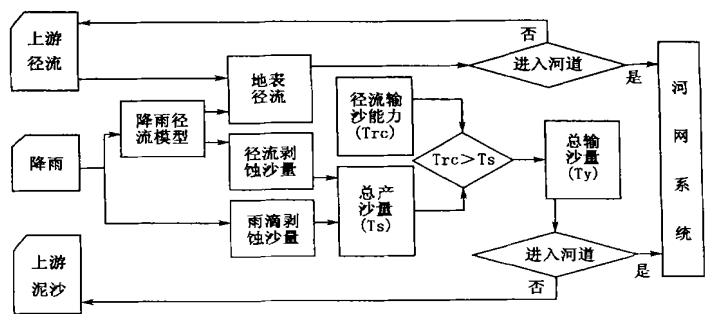 上游
径流
否
进入河道
是
地表
径流
径流输
沙能力
(Trc)
降雨径
流模型
降雨
径流剥
蚀沙量
Trc>Ts
总输
沙量
(Ty)
总产
沙量
(Ts)
雨滴剥
蚀沙量
上游
泥沙
进入河道
是
否
河
网
系
统